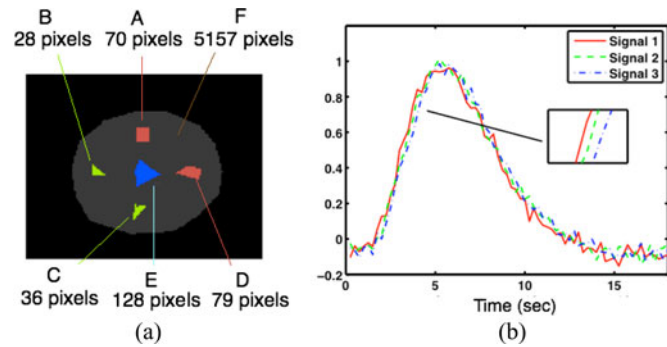 B
A
F
28 pixels
70 pixels
5157 pixels
C
E
D
36 pixels
128 pixels
79 pixels
(a)
Signal 1
Signal 2
Signal 3
1
0.8
0.6
0.4
0.2
0
−0.2
0
5
10
15
Time (sec)
(b)